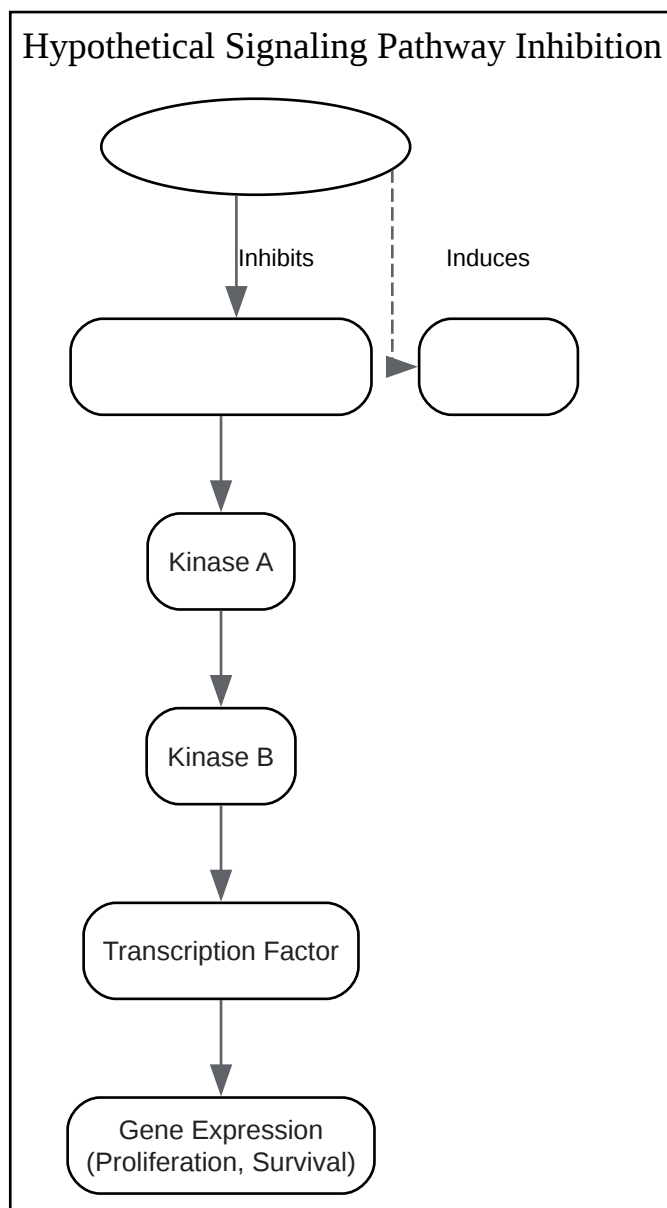 Hypothetical Signaling Pathway Inhibition
Inhibits
Induces
Kinase A
Kinase B
Transcription Factor
Gene Expression
(Proliferation, Survival)